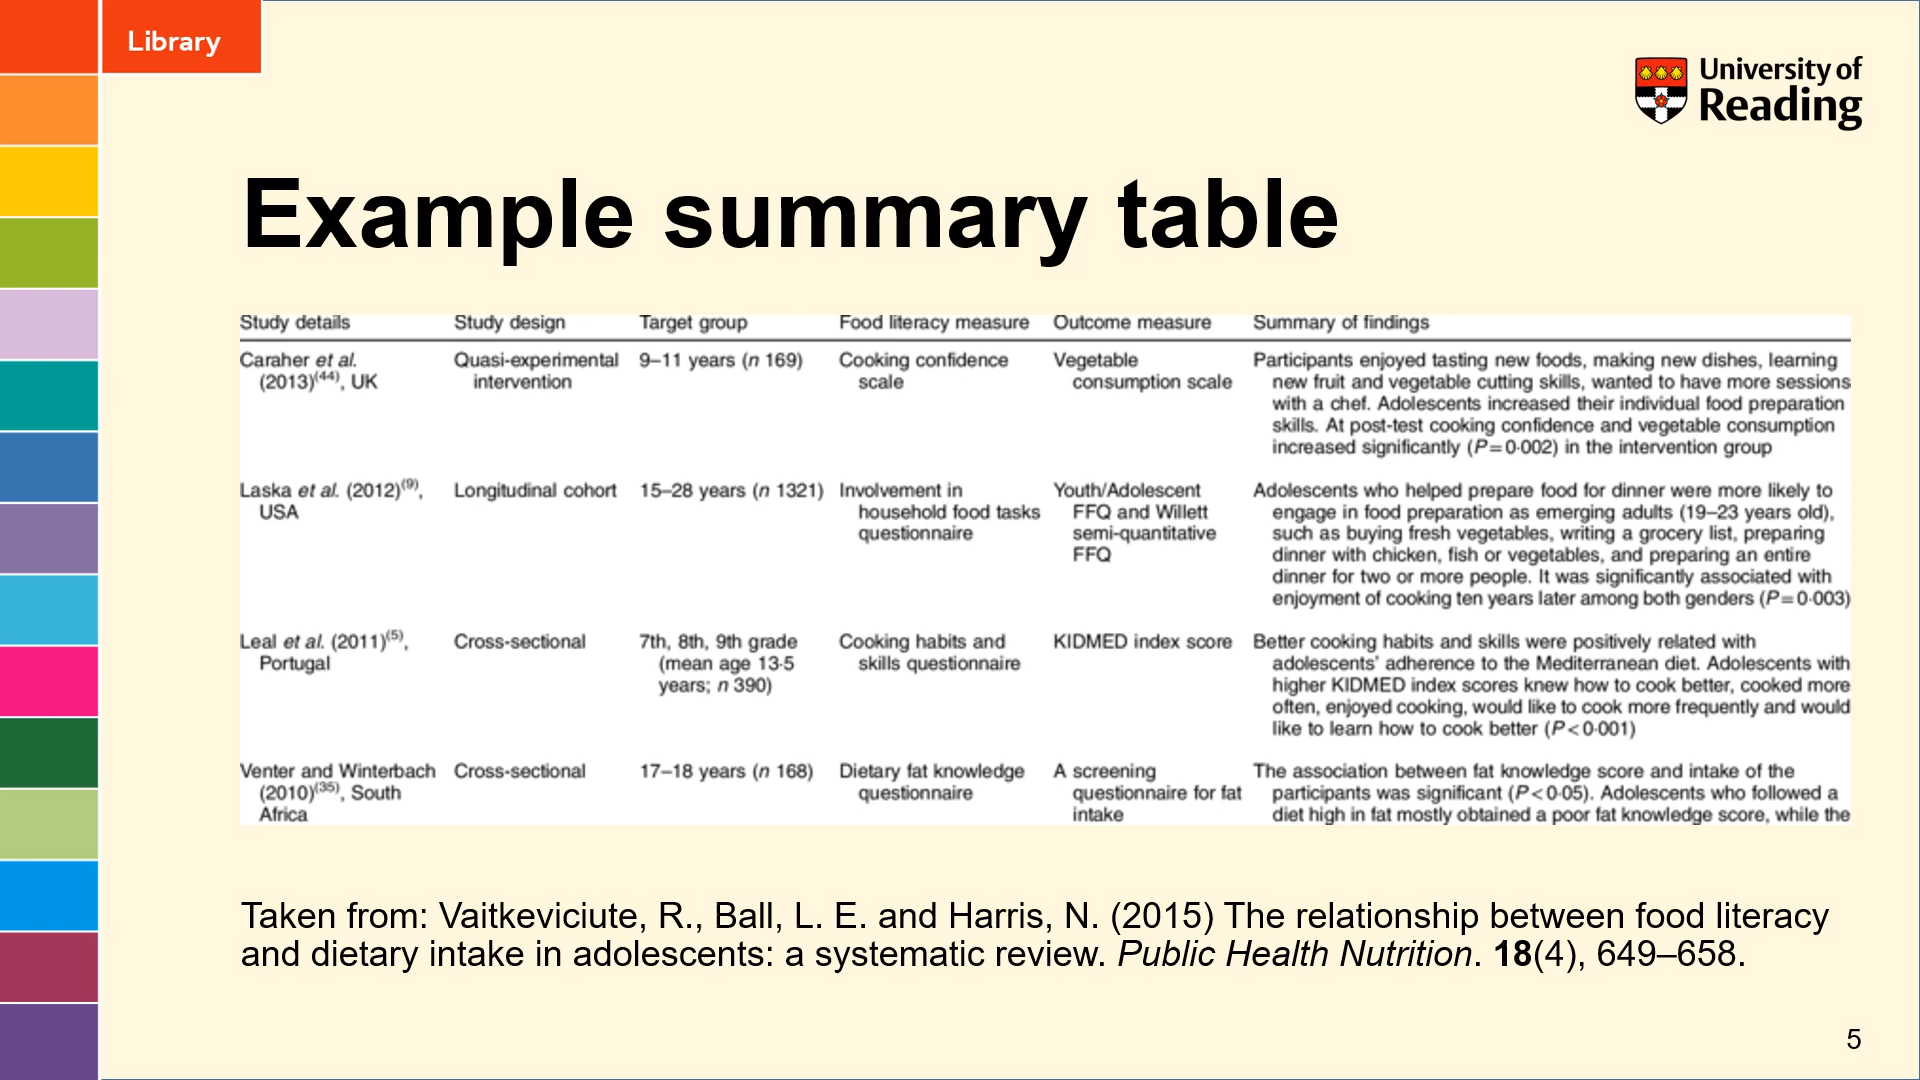 Library
University of
Reading
Example summary table
Study details Study design Target group Food literacy measure Outcome measure Summary of findings
Caraher et al. (2013)(44), UK
Quasi-experimental intervention
9–11 years (n 169)
Cooking confidence scale
Vegetable consumption scale
Participants enjoyed tasting new foods, making new dishes, learning
new fruit and vegetable cutting skills, wanted to have more sessions
with a chef. Adolescents increased their individual food preparation
skills. At post-test cooking confidence and vegetable consumption
increased significantly (P=0·002) in the intervention group
Laska et al. (2012)(9), USA
Longitudinal cohort
15–28 years (n 1321)
Involvement in household food tasks questionnaire
Youth/Adolescent FFQ and Willett semi-quantitative FFQ
Adolescents who helped prepare food for dinner were more likely to
engage in food preparation as emerging adults (19–23 years old),
such as buying fresh vegetables, writing a grocery list, preparing
dinner with chicken, fish or vegetables, and preparing an entire
dinner for two or more people. It was significantly associated with
enjoyment of cooking ten years later among both genders (P=0·003)
Leal et al. (2011)(5), Portugal
Cross-sectional
7th, 8th, 9th grade (mean age 13·5 years; n 390)
Cooking habits and skills questionnaire
KIDMED index score
Better cooking habits and skills were positively related with
adolescents' adherence to the Mediterranean diet. Adolescents with
higher KIDMED index scores knew how to cook better, cooked more
often, enjoyed cooking, would like to cook more frequently and would
like to learn how to cook better (P<0·001)
Venter and Winterbach (2010)(35), South Africa
Cross-sectional
17–18 years (n 168)
Dietary fat knowledge questionnaire
A screening questionnaire for fat intake
The association between fat knowledge score and intake of the
participants was significant (P<0·05). Adolescents who followed a
diet high in fat mostly obtained a poor fat knowledge score, while the
Taken from: Vaitkeviciute, R., Ball, L. E. and Harris, N. (2015) The relationship between food literacy
and dietary intake in adolescents: a systematic review. Public Health Nutrition. 18(4), 649–658.
5